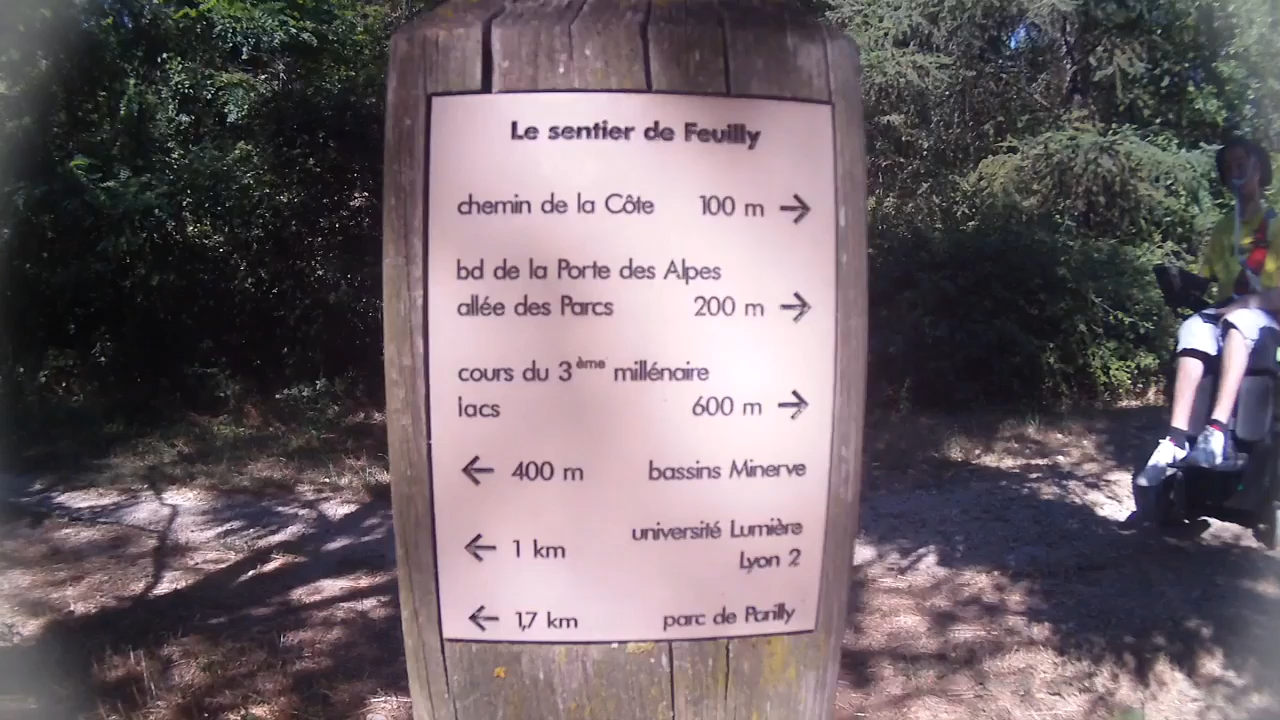 Le sentier de Feuilly
chemin de la Côte 100 m →
bd de la Porte des Alpes
allée des Parcs 200 m →
cours du 3ème millénaire
lacs 600 m →
← 400 m bassins Minerve
université Lumière
← 1 km Lyon 2
← 1,7 km parc de Parilly